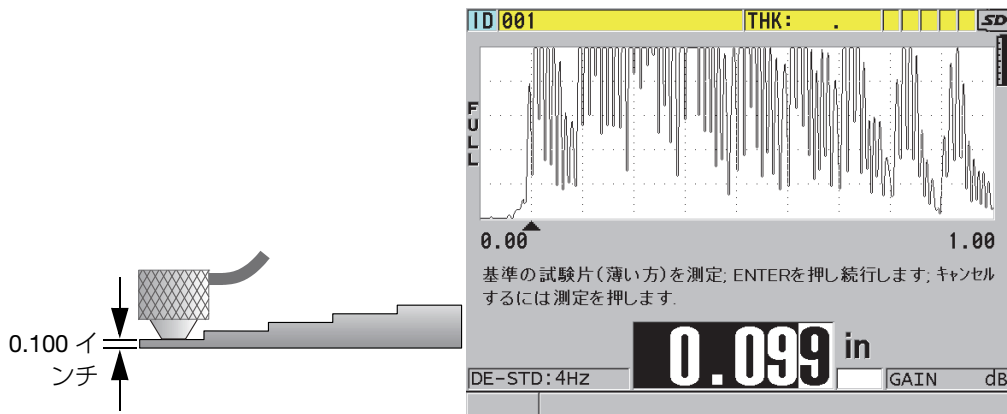 0.100 イ
ンチ
ID 001 THK: . SD
FULL
0.00 1.00
基準の試験片(薄い方)を測定; ENTERを押し続行します; キャンセル
するには測定を押します.
0.099 in
DE-STD:4Hz GAIN dB